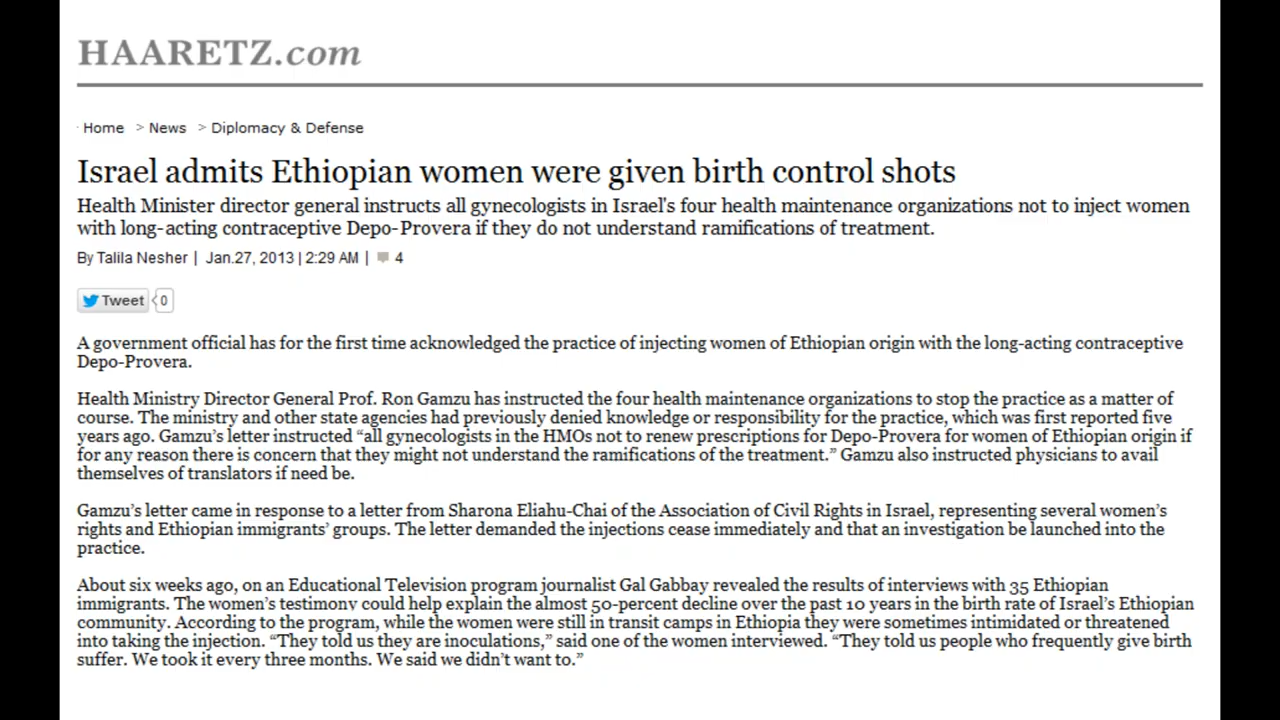 HAARETZ.com
Home > News > Diplomacy & Defense
Israel admits Ethiopian women were given birth control shots
Health Minister director general instructs all gynecologists in Israel's four health maintenance organizations not to inject women
with long-acting contraceptive Depo-Provera if they do not understand ramifications of treatment.
By Talila Nesher | Jan.27, 2013 | 2:29 AM | 4
Tweet 0
A government official has for the first time acknowledged the practice of injecting women of Ethiopian origin with the long-acting contraceptive
Depo-Provera.
Health Ministry Director General Prof. Ron Gamzu has instructed the four health maintenance organizations to stop the practice as a matter of
course. The ministry and other state agencies had previously denied knowledge or responsibility for the practice, which was first reported five
years ago. Gamzu’s letter instructed “all gynecologists in the HMOs not to renew prescriptions for Depo-Provera for women of Ethiopian origin if
for any reason there is concern that they might not understand the ramifications of the treatment.” Gamzu also instructed physicians to avail
themselves of translators if need be.
Gamzu’s letter came in response to a letter from Sharona Eliahu-Chai of the Association of Civil Rights in Israel, representing several women’s
rights and Ethiopian immigrants’ groups. The letter demanded the injections cease immediately and that an investigation be launched into the
practice.
About six weeks ago, on an Educational Television program journalist Gal Gabbay revealed the results of interviews with 35 Ethiopian
immigrants. The women’s testimony could help explain the almost 50-percent decline over the past 10 years in the birth rate of Israel’s Ethiopian
community. According to the program, while the women were still in transit camps in Ethiopia they were sometimes intimidated or threatened
into taking the injection. “They told us they are inoculations,” said one of the women interviewed. “They told us people who frequently give birth
suffer. We took it every three months. We said we didn’t want to.”